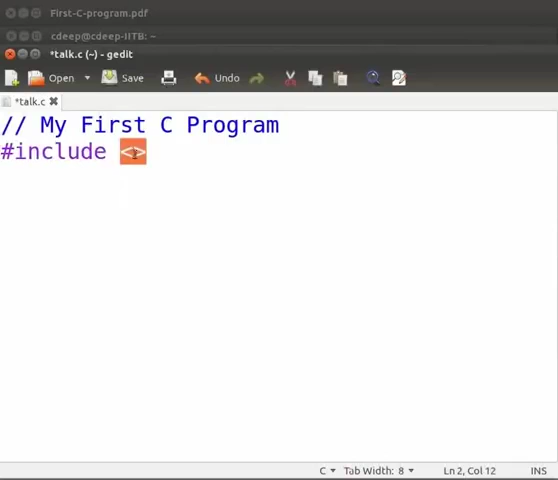 First-C-program.pdf
cdeep@cdeep-IITB: ~
*talk.c (~) - gedit
Open Save Undo
*talk.c
// My First C Program
#include <>
C Tab Width: 8 Ln 2, Col 12 INS